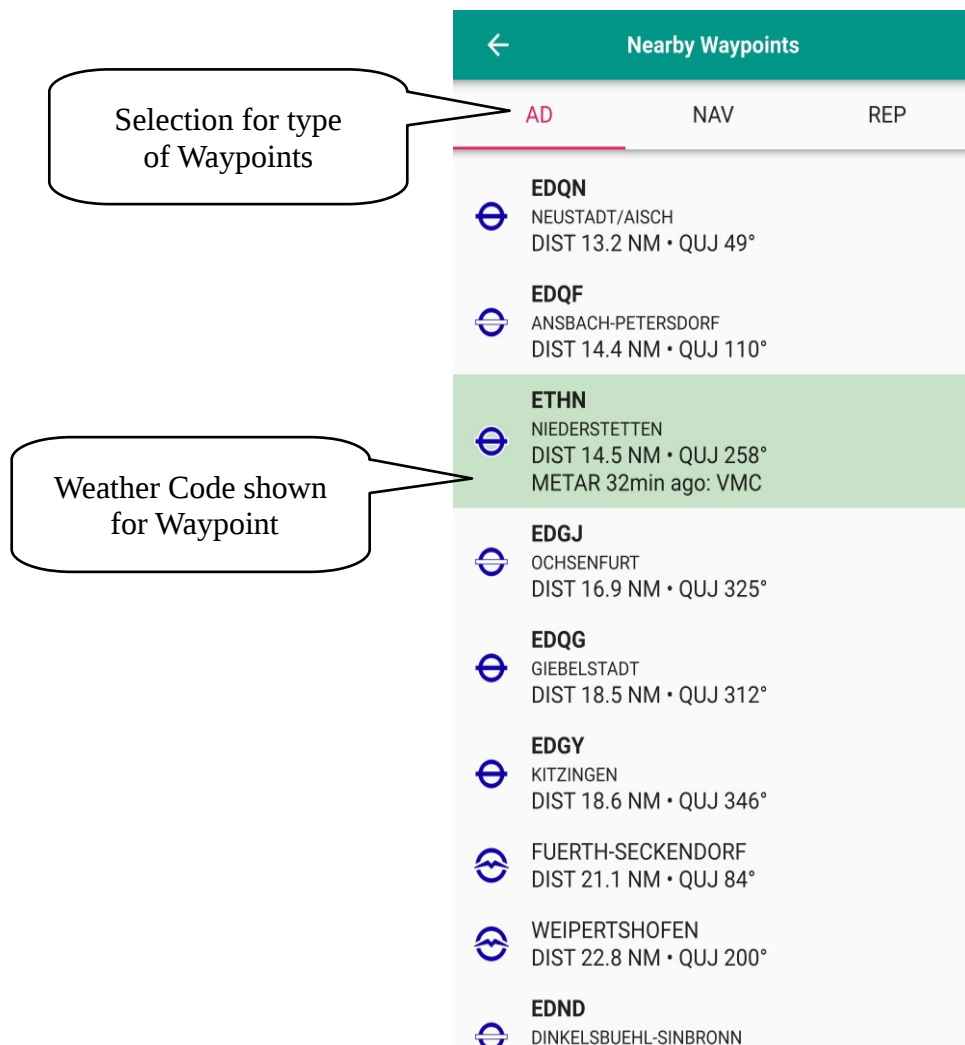 Nearby Waypoints
AD NAV REP
Selection for type
of Waypoints
EDQN
NEUSTADT/AISCH
DIST 13.2 NM • QUJ 49°
EDQF
ANSBACH-PETERSDORF
DIST 14.4 NM • QUJ 110°
ETHN
NIEDERSTETTEN
DIST 14.5 NM • QUJ 258°
METAR 32min ago: VMC
Weather Code shown
for Waypoint
EDGJ
OCHSENFURT
DIST 16.9 NM • QUJ 325°
EDQG
GIEBELSTADT
DIST 18.5 NM • QUJ 312°
EDGY
KITZINGEN
DIST 18.6 NM • QUJ 346°
FUERTH-SECKENDORF
DIST 21.1 NM • QUJ 84°
WEIPERTSHOFEN
DIST 22.8 NM • QUJ 200°
EDND
DINKELSBUEHL-SINBRONN